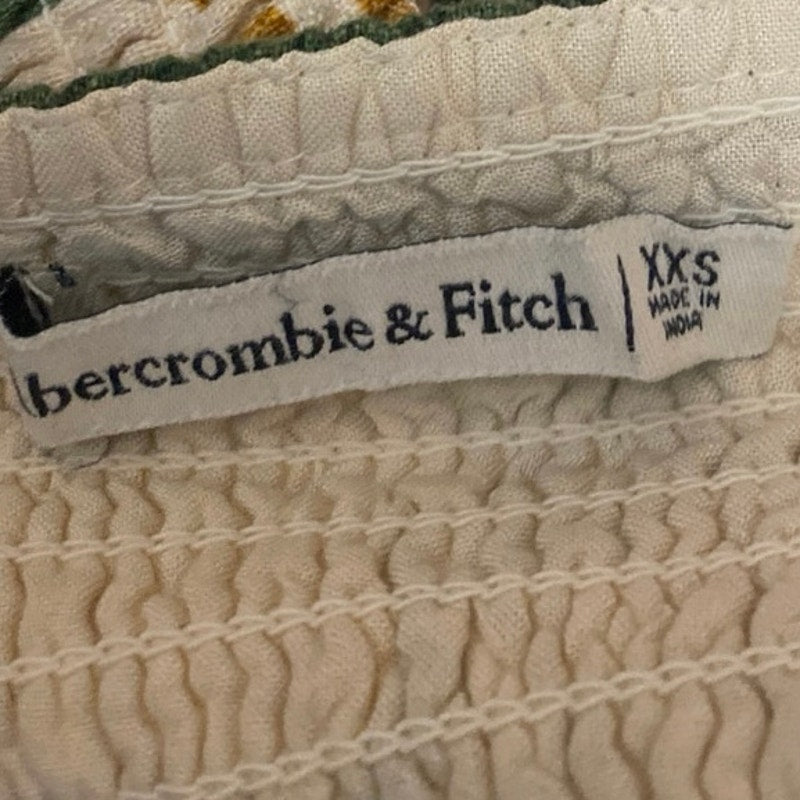 bercrombie & Fitch
XXS
MADE IN
INDIA